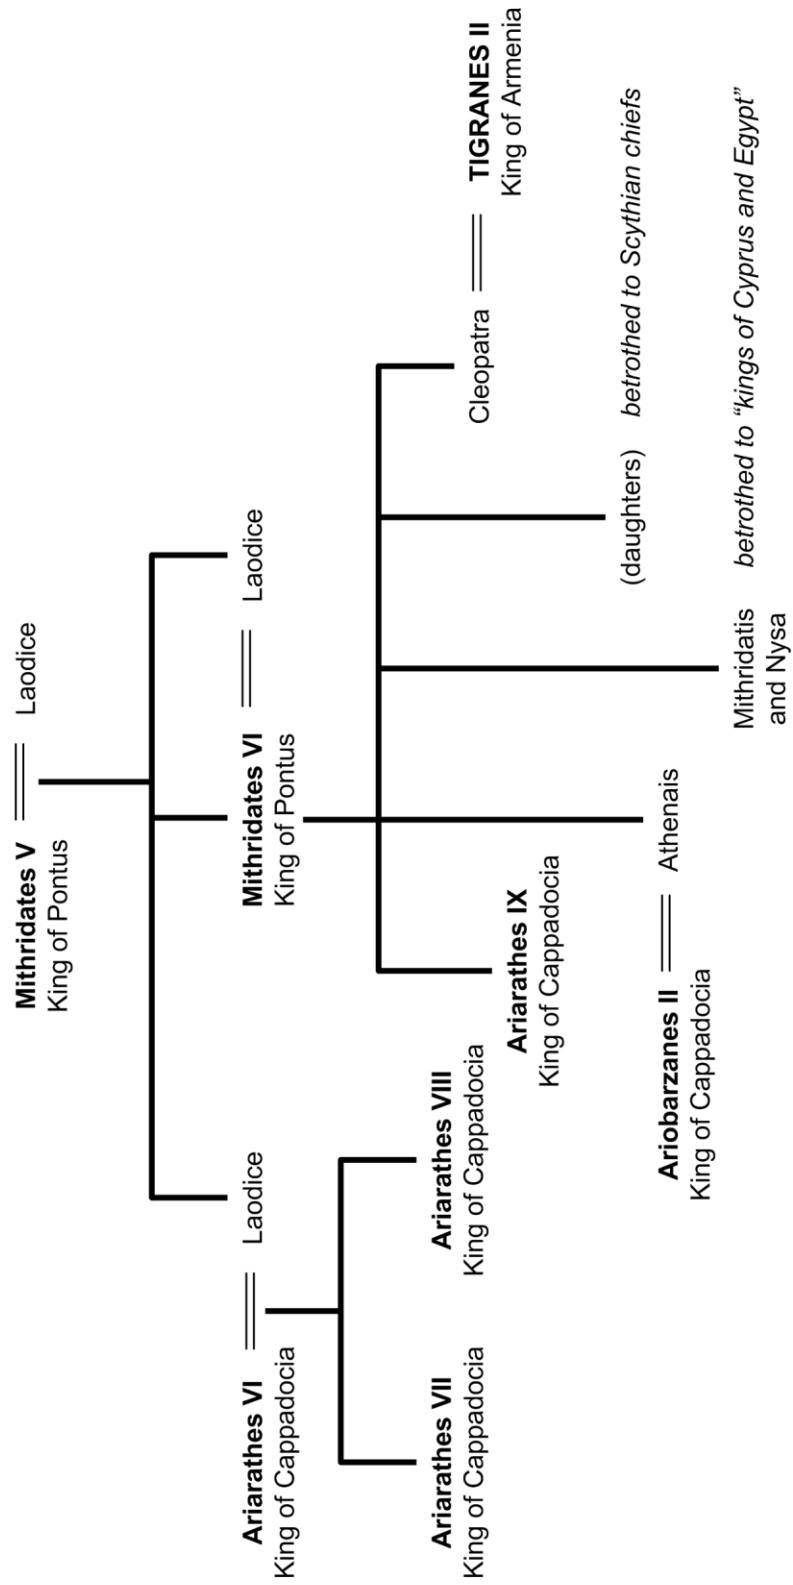 Mithridates V
King of Pontus
Laodice
Ariarathes VI
King of Cappadocia
Laodice
Mithridates VI
King of Pontus
Laodice
Ariarathes VII
King of Cappadocia
Ariarathes VIII
King of Cappadocia
Ariarathes IX
King of Cappadocia
Cleopatra
TIGRANES II
King of Armenia
(daughters)
betrothed to Scythian chiefs
Ariobarzanes II
King of Cappadocia
Athenais
Mithridatis
and Nysa
betrothed to “kings of Cyprus and Egypt”